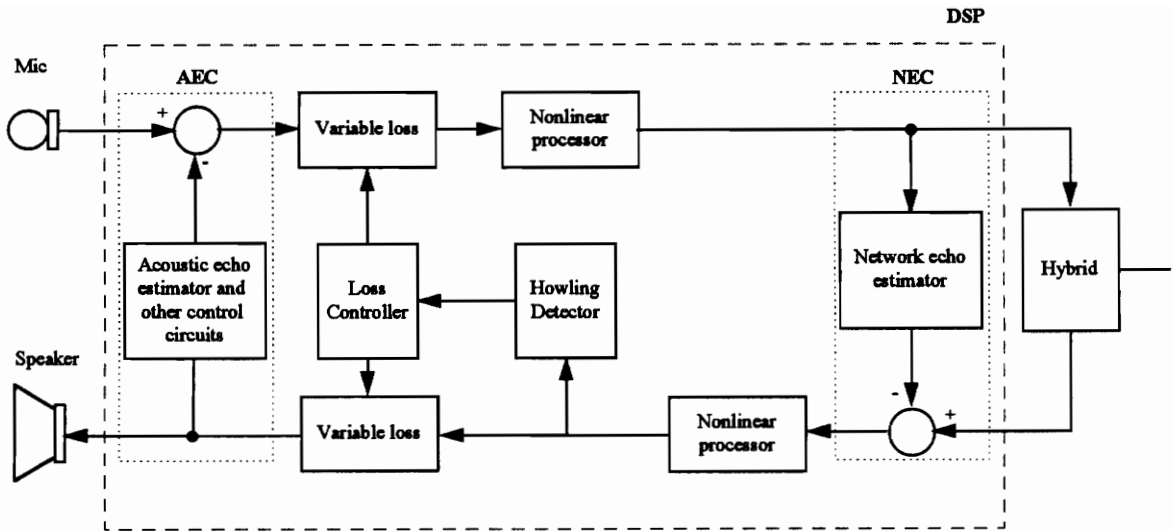 DSP
Mic
AEC
NEC
+
-
Variable loss
Nonlinear
processor
Acoustic echo
estimator and
other control
circuits
Loss
Controller
Howling
Detector
Network echo
estimator
Hybrid
Speaker
Variable loss
Nonlinear
processor
-
+